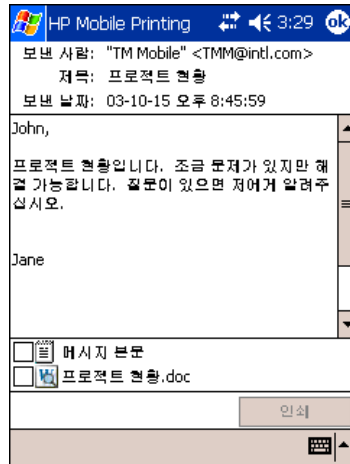 HP Mobile Printing 3:29 ok
보낸 사람: "TM Mobile" <TMM@intl.com>
제목: 프로젝트 현황
보낸 날짜: 03-10-15 오후 8:45:59
John,
프로젝트 현황입니다. 조금 문제가 있지만 해
결 가능합니다. 질문이 있으면 저에게 알려주
십시오.
Jane
메시지 본문
프로젝트 현황.doc
인쇄